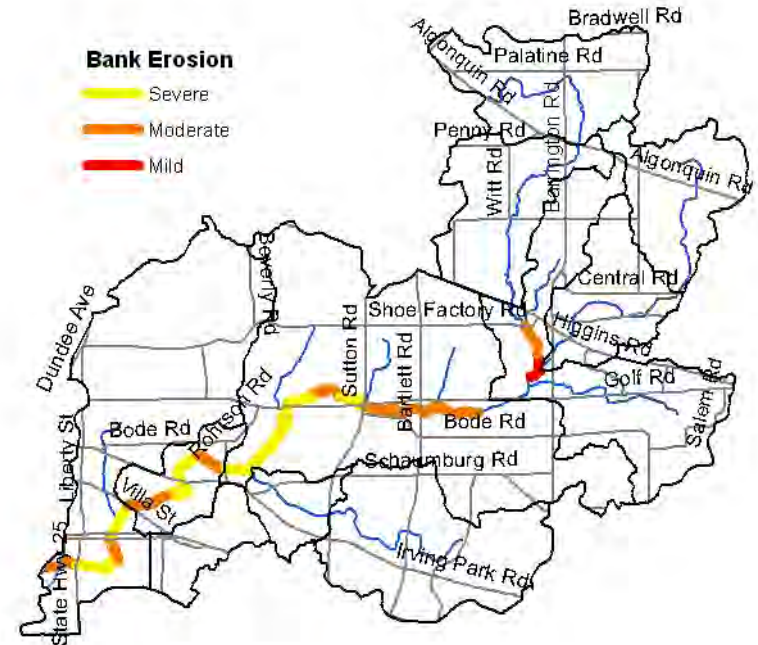 Bradwell Rd
Algonquin Rd
Palatine Rd
Bank Erosion
Severe
Moderate
Mild
Penny Rd
Barrington Rd
Witt Rd
Algonquin Rd
Beverly Rd
Central Rd
Dundee Ave
Shoe Factory Rd
Sutton Rd
Higgins Rd
Bartlett Rd
Golf Rd
Salem Rd
Rohrson Rd
Bode Rd
Bode Rd
Liberty St
Schaumburg Rd
Villa St
Irving Park Rd
State Hwy 25